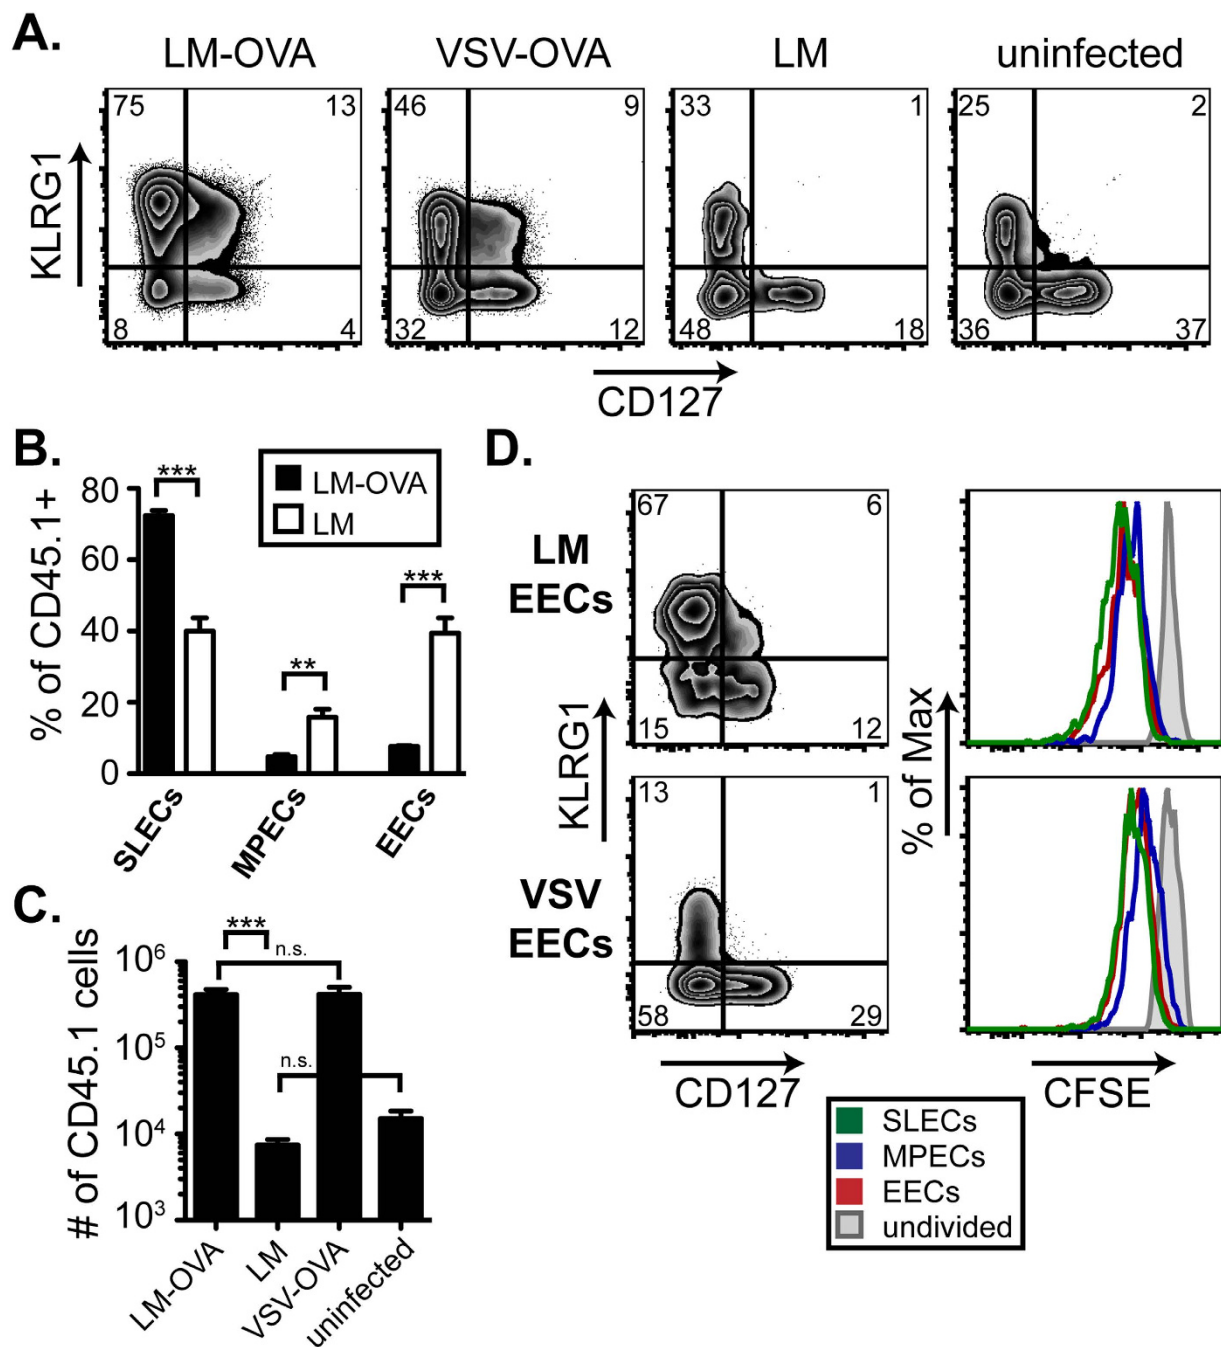 A.
LM-OVA VSV-OVA LM uninfected
75 13 46 9 33 1 25 2
KLRG1
8 4 32 12 48 18 36 37
CD127
B.
LM-OVA
LM
% of CD45.1+
80
60
40
20
0
*** ** ***
SLECs MPECs EECs
C.
# of CD45.1 cells
10⁶
10⁵
10⁴
10³
***
n.s.
n.s.
LM-OVA LM VSV-OVA uninfected
D.
LM
EECs
67 6
15 12
VSV
EECs
13 1
58 29
KLRG1
CD127
% of Max
CFSE
SLECs
MPECs
EECs
undivided